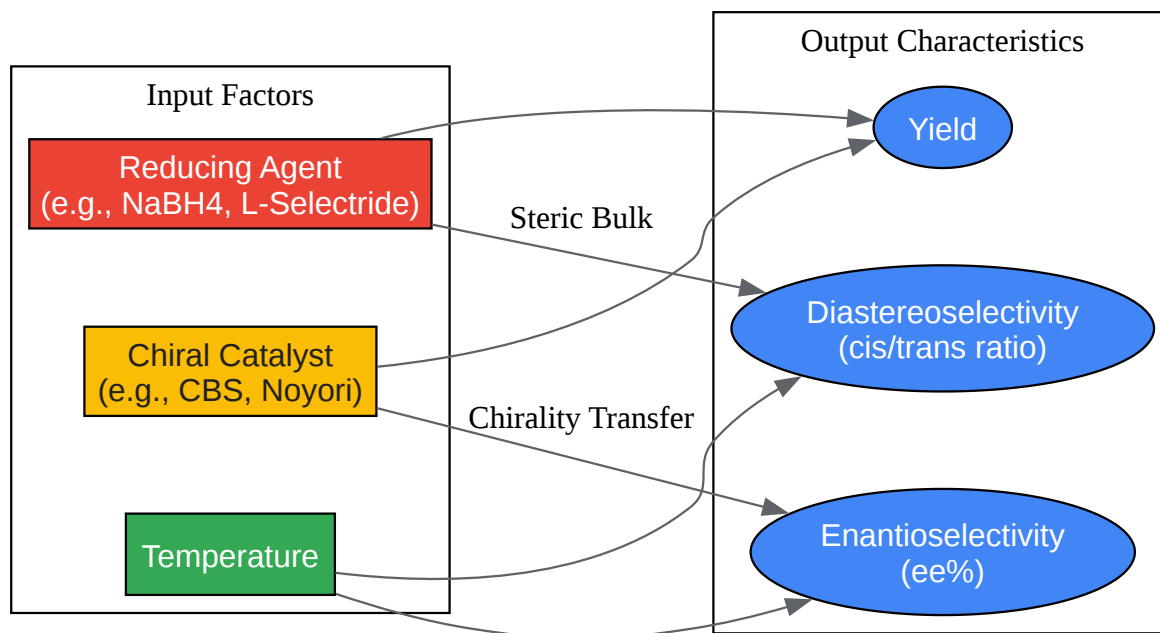 Input Factors
Reducing Agent
(e.g., NaBH4, L-Selectride)
Chiral Catalyst
(e.g., CBS, Noyori)
Temperature
Steric Bulk
Chirality Transfer
Output Characteristics
Yield
Diastereoselectivity
(cis/trans ratio)
Enantioselectivity
(ee%)